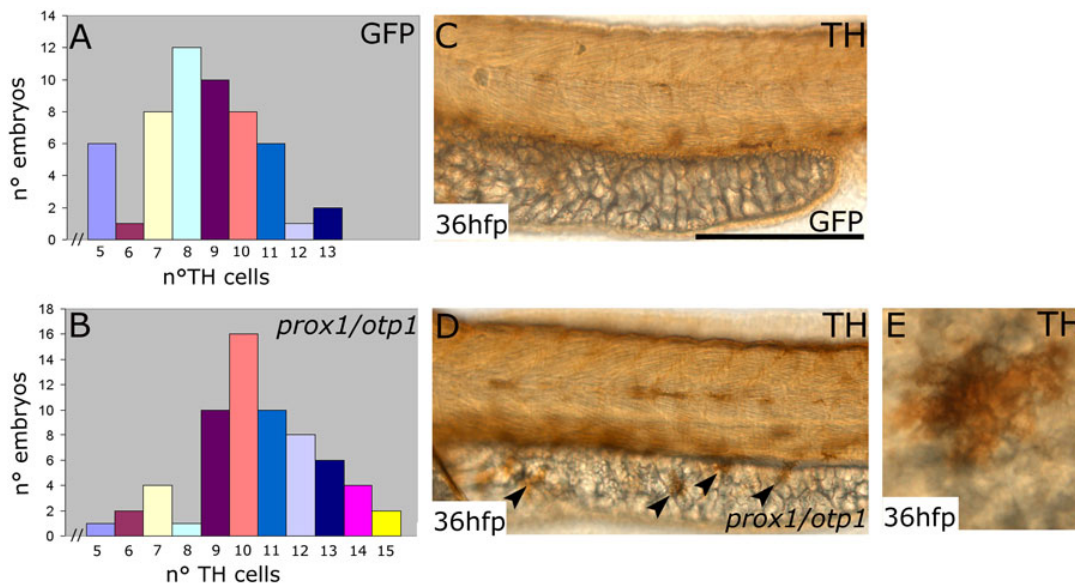 A
GFP
n° embryos
14
12
10
8
6
4
2
0
//
5 6 7 8 9 10 11 12 13
n°TH cells
C
TH
36hfp
GFP
B
prox1/otp1
n° embryos
18
16
14
12
10
8
6
4
2
0
//
5 6 7 8 9 10 11 12 13 14 15
n° TH cells
D
TH
36hfp
prox1/otp1
E
TH
36hfp